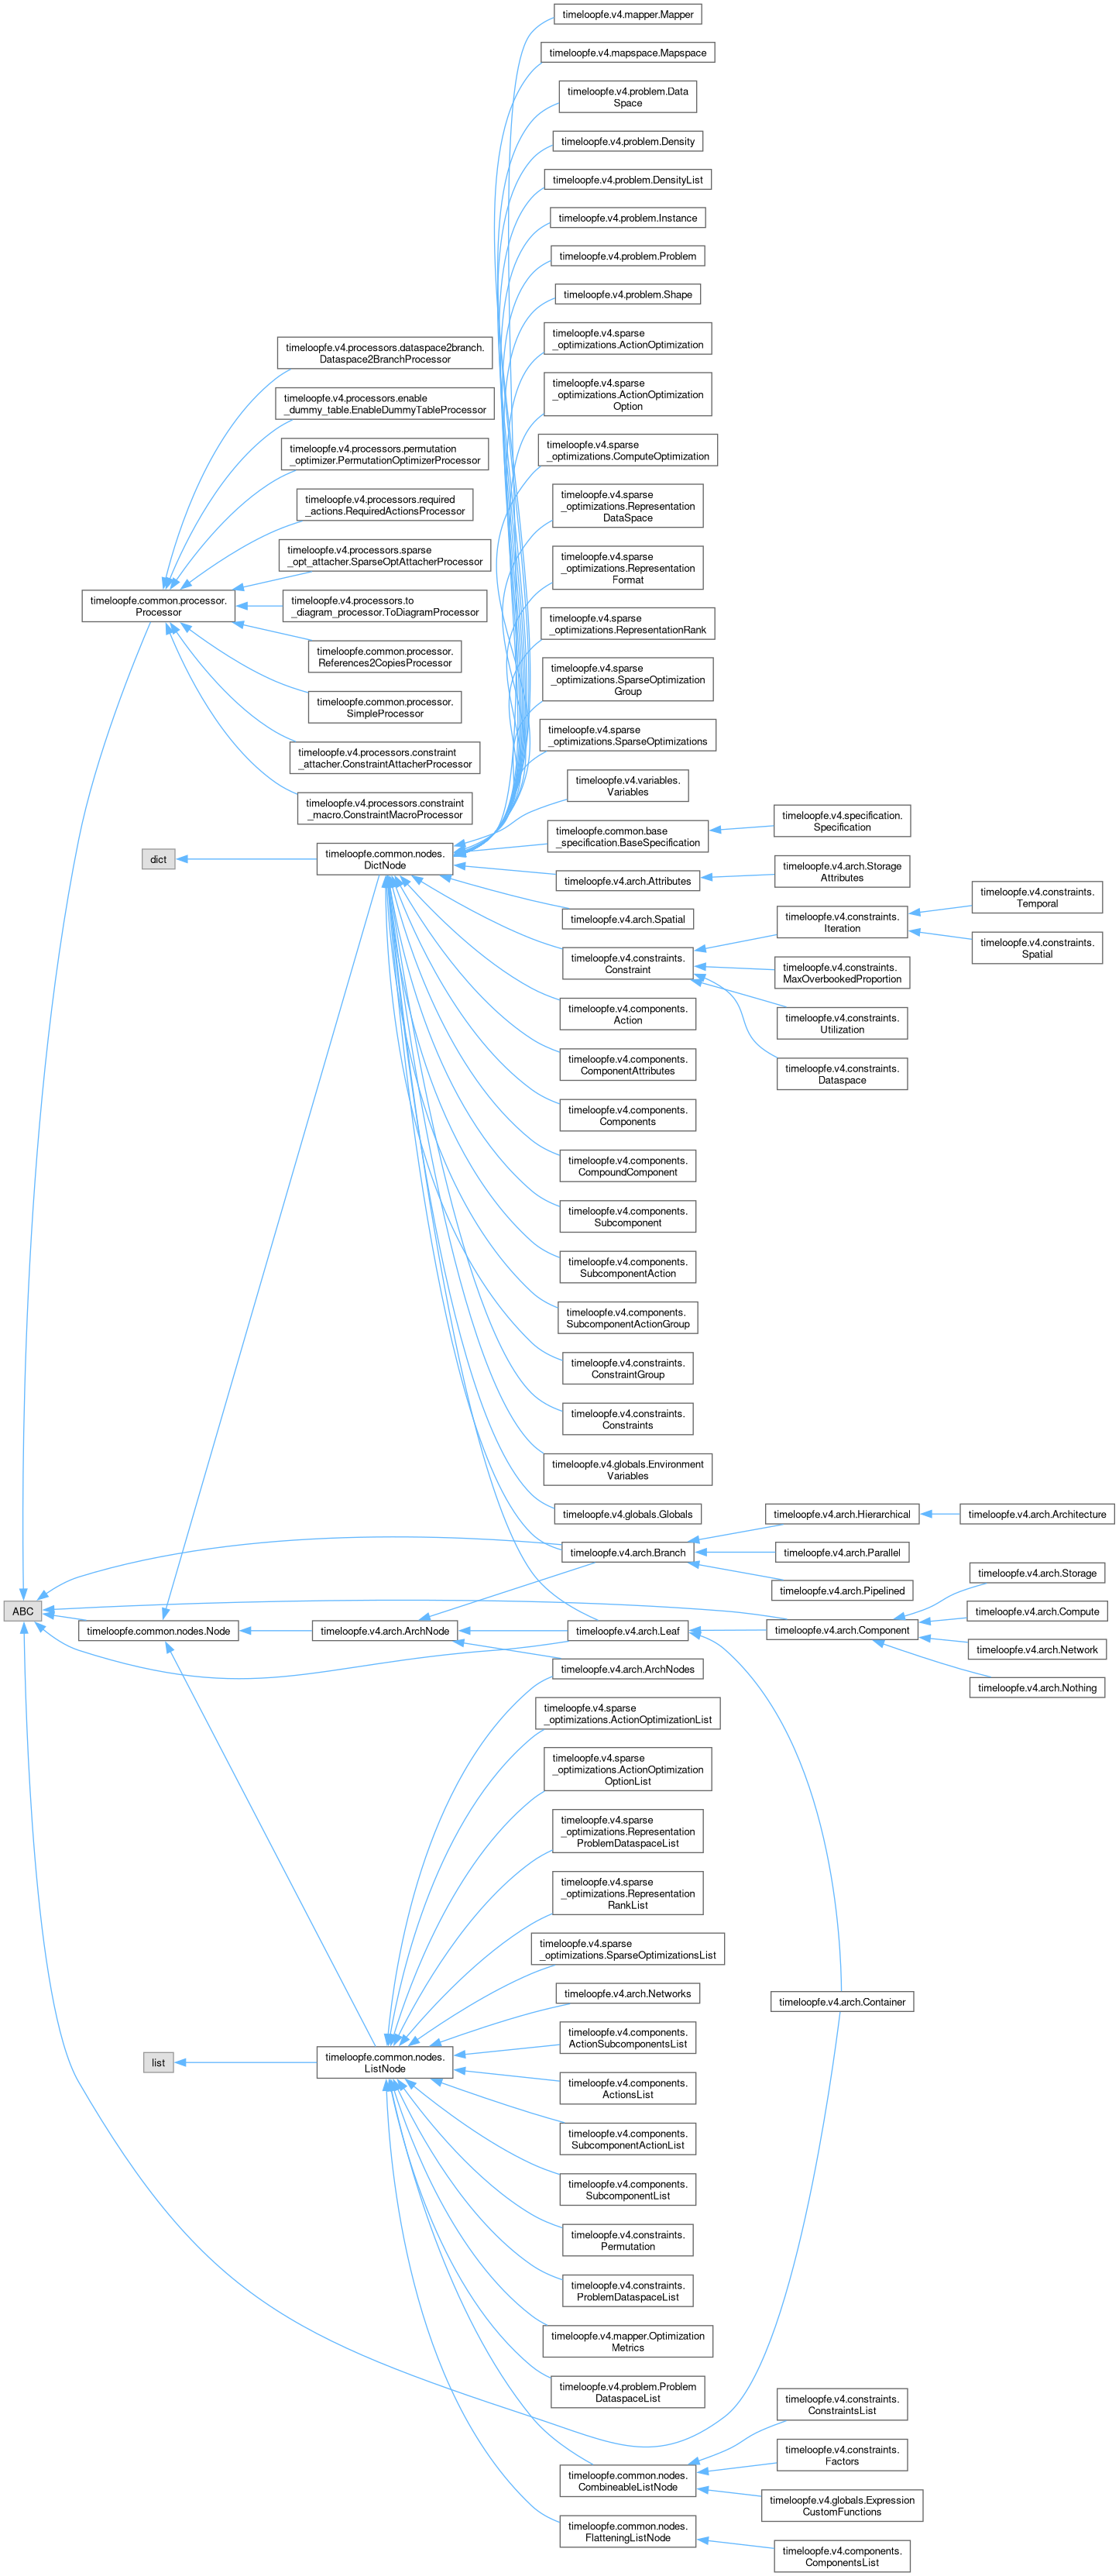 timeloopfe.v4.mapper.Mapper
timeloopfe.v4.mapspace.Mapspace
timeloopfe.v4.problem.Data
Space
timeloopfe.v4.problem.Density
timeloopfe.v4.problem.DensityList
timeloopfe.v4.problem.Instance
timeloopfe.v4.problem.Problem
timeloopfe.v4.problem.Shape
timeloopfe.v4.sparse
_optimizations.ActionOptimization
timeloopfe.v4.sparse
_optimizations.ActionOptimization
Option
timeloopfe.v4.sparse
_optimizations.ComputeOptimization
timeloopfe.v4.sparse
_optimizations.Representation
DataSpace
timeloopfe.v4.sparse
_optimizations.Representation
Format
timeloopfe.v4.sparse
_optimizations.RepresentationRank
timeloopfe.v4.sparse
_optimizations.SparseOptimization
Group
timeloopfe.v4.sparse
_optimizations.SparseOptimizations
timeloopfe.v4.variables.
Variables
timeloopfe.v4.processors.dataspace2branch.
Dataspace2BranchProcessor
timeloopfe.v4.processors.enable
_dummy_table.EnableDummyTableProcessor
timeloopfe.v4.processors.permutation
_optimizer.PermutationOptimizerProcessor
timeloopfe.v4.processors.required
_actions.RequiredActionsProcessor
timeloopfe.v4.processors.sparse
_opt_attacher.SparseOptAttacherProcessor
timeloopfe.common.processor.
Processor
timeloopfe.v4.processors.to
_diagram_processor.ToDiagramProcessor
timeloopfe.common.processor.
References2CopiesProcessor
timeloopfe.common.processor.
SimpleProcessor
timeloopfe.v4.processors.constraint
_attacher.ConstraintAttacherProcessor
timeloopfe.v4.processors.constraint
_macro.ConstraintMacroProcessor
dict
timeloopfe.common.nodes.
DictNode
timeloopfe.common.base
_specification.BaseSpecification
timeloopfe.v4.specification.
Specification
timeloopfe.v4.arch.Attributes
timeloopfe.v4.arch.Storage
Attributes
timeloopfe.v4.arch.Spatial
timeloopfe.v4.constraints.
Constraint
timeloopfe.v4.constraints.
Iteration
timeloopfe.v4.constraints.
Temporal
timeloopfe.v4.constraints.
Spatial
timeloopfe.v4.constraints.
MaxOverbookedProportion
timeloopfe.v4.constraints.
Utilization
timeloopfe.v4.constraints.
Dataspace
timeloopfe.v4.components.
Action
timeloopfe.v4.components.
ComponentAttributes
timeloopfe.v4.components.
Components
timeloopfe.v4.components.
CompoundComponent
timeloopfe.v4.components.
Subcomponent
timeloopfe.v4.components.
SubcomponentAction
timeloopfe.v4.components.
SubcomponentActionGroup
timeloopfe.v4.constraints.
ConstraintGroup
timeloopfe.v4.constraints.
Constraints
timeloopfe.v4.globals.Environment
Variables
timeloopfe.v4.globals.Globals
timeloopfe.v4.arch.Branch
timeloopfe.v4.arch.Hierarchical
timeloopfe.v4.arch.Architecture
timeloopfe.v4.arch.Parallel
timeloopfe.v4.arch.Pipelined
ABC
timeloopfe.common.nodes.Node
timeloopfe.v4.arch.ArchNode
timeloopfe.v4.arch.Leaf
timeloopfe.v4.arch.Component
timeloopfe.v4.arch.Storage
timeloopfe.v4.arch.Compute
timeloopfe.v4.arch.Network
timeloopfe.v4.arch.Nothing
timeloopfe.v4.arch.ArchNodes
timeloopfe.v4.sparse
_optimizations.ActionOptimizationList
timeloopfe.v4.sparse
_optimizations.ActionOptimization
OptionList
timeloopfe.v4.sparse
_optimizations.Representation
ProblemDataspaceList
timeloopfe.v4.sparse
_optimizations.Representation
RankList
timeloopfe.v4.sparse
_optimizations.SparseOptimizationsList
timeloopfe.v4.arch.Networks
timeloopfe.v4.arch.Container
list
timeloopfe.common.nodes.
ListNode
timeloopfe.v4.components.
ActionSubcomponentsList
timeloopfe.v4.components.
ActionsList
timeloopfe.v4.components.
SubcomponentActionList
timeloopfe.v4.components.
SubcomponentList
timeloopfe.v4.constraints.
Permutation
timeloopfe.v4.constraints.
ProblemDataspaceList
timeloopfe.v4.mapper.Optimization
Metrics
timeloopfe.v4.problem.Problem
DataspaceList
timeloopfe.common.nodes.
CombineableListNode
timeloopfe.v4.constraints.
ConstraintsList
timeloopfe.v4.constraints.
Factors
timeloopfe.v4.globals.Expression
CustomFunctions
timeloopfe.common.nodes.
FlatteningListNode
timeloopfe.v4.components.
ComponentsList